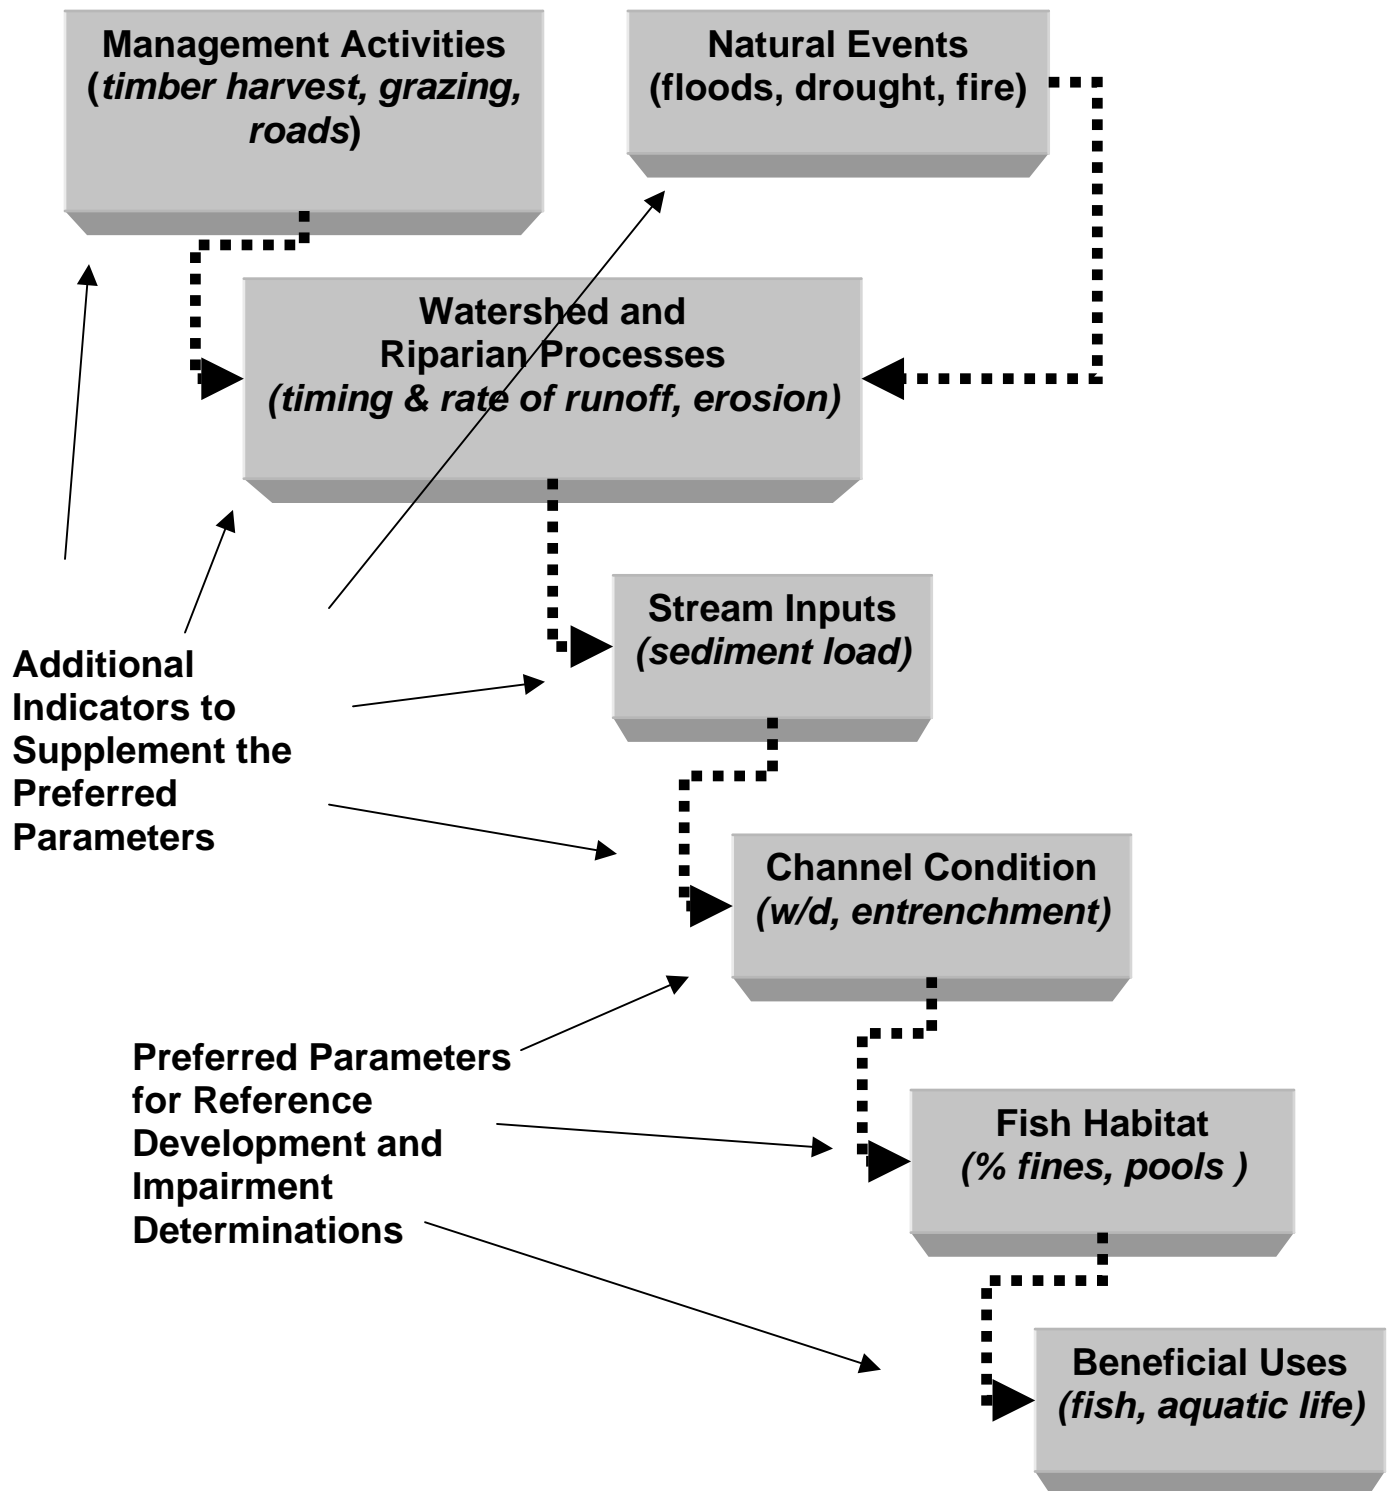 Management Activities
(timber harvest, grazing,
roads)
Natural Events
(floods, drought, fire)
Watershed and
Riparian Processes
(timing & rate of runoff, erosion)
Stream Inputs
(sediment load)
Additional
Indicators to
Supplement the
Preferred
Parameters
Channel Condition
(w/d, entrenchment)
Preferred Parameters
for Reference
Development and
Impairment
Determinations
Fish Habitat
(% fines, pools )
Beneficial Uses
(fish, aquatic life)